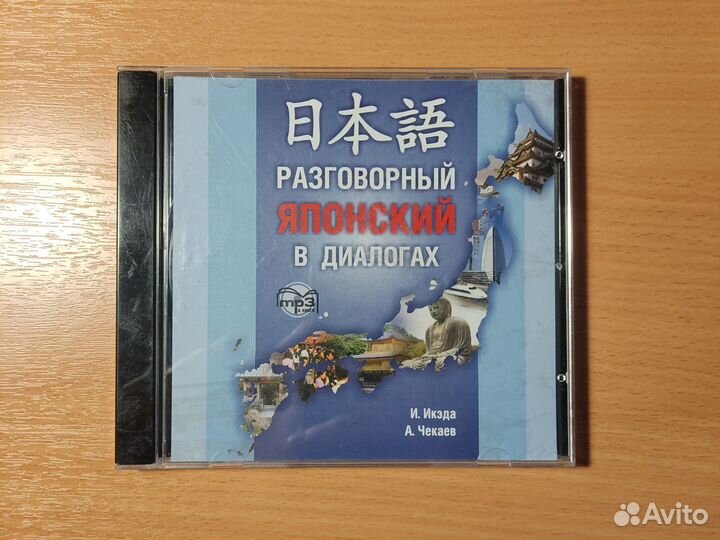 日本語
РАЗГОВОРНЫЙ
ЯПОНСКИЙ
В ДИАЛОГАХ
mp3
И. Икэда
А. Чекаев
Avito